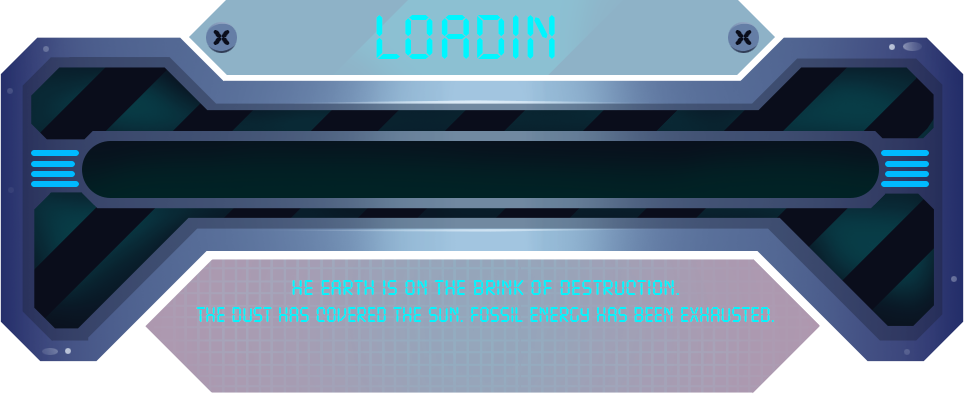 LOADIN
HE EARTH IS ON THE BRINK OF DESTRUCTION.
THE DUST HAS COVERED THE SUN. FOSSIL ENERGY HAS BEEN EXHAUSTED.